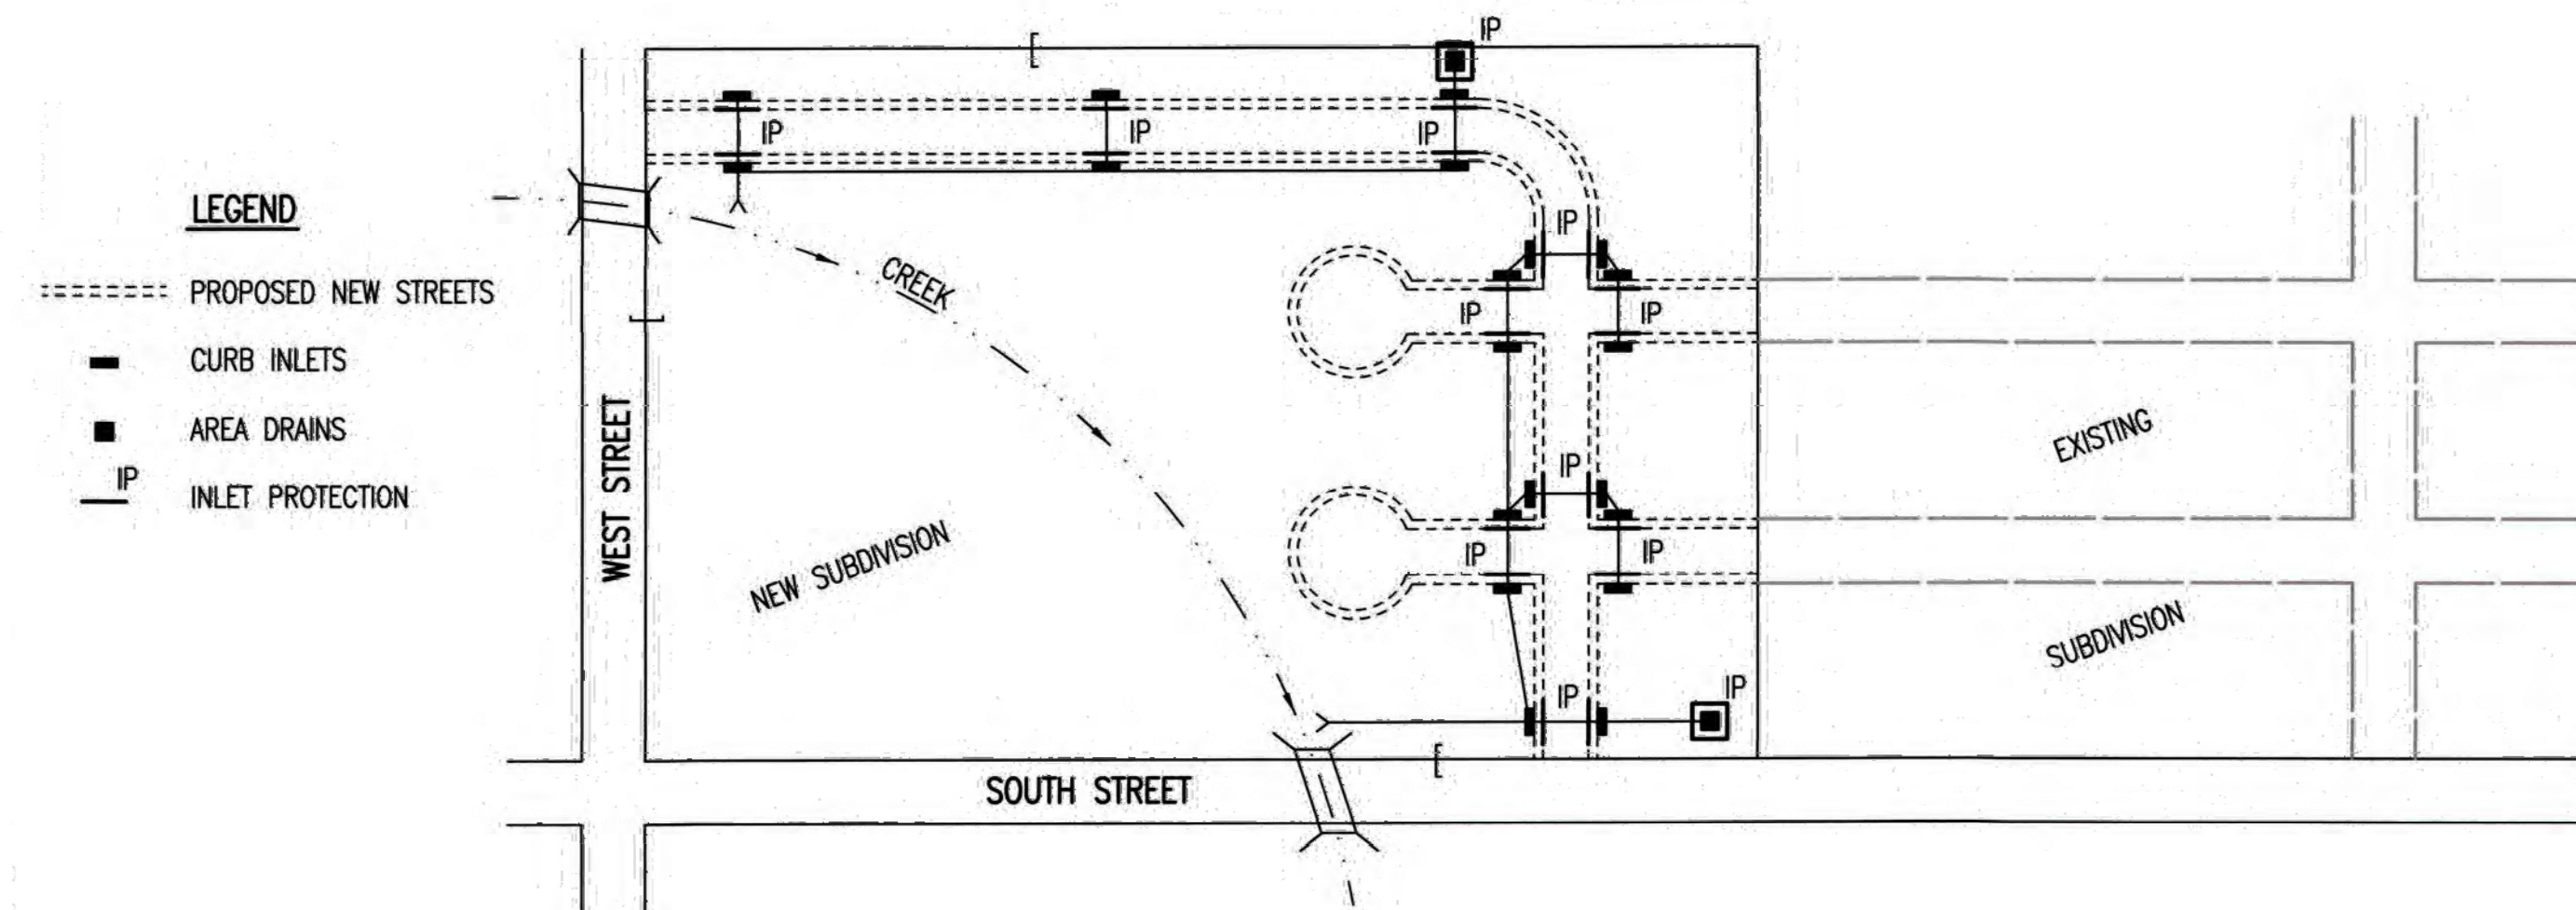 LEGEND
PROPOSED NEW STREETS
CURB INLETS
AREA DRAINS
IP
INLET PROTECTION
WEST STREET
NEW SUBDIVISION
CREEK
SOUTH STREET
IP
IP
IP
IP
IP
IP
IP
IP
IP
IP
IP
IP
EXISTING
SUBDIVISION